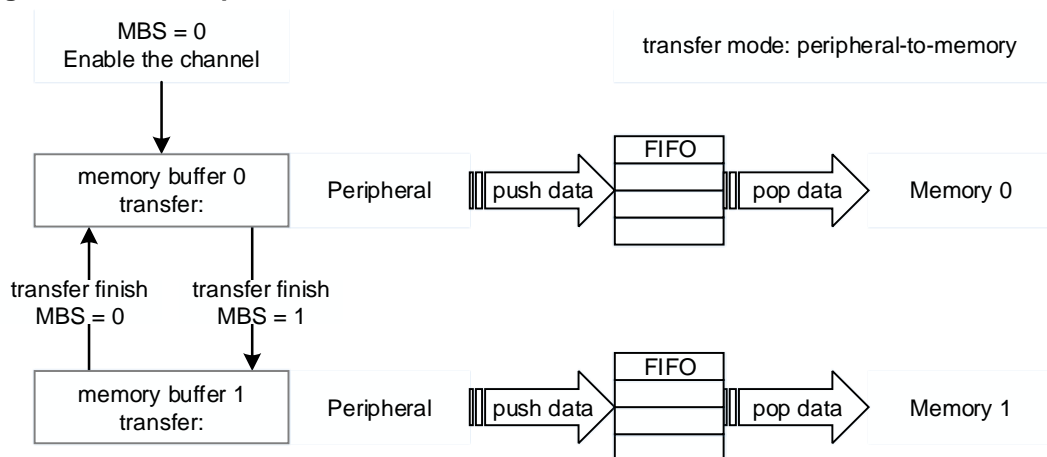 MBS = 0
Enable the channel
transfer mode: peripheral-to-memory
memory buffer 0
transfer:
Peripheral
push data
FIFO
pop data
Memory 0
transfer finish
MBS = 0
transfer finish
MBS = 1
memory buffer 1
transfer:
Peripheral
push data
FIFO
pop data
Memory 1